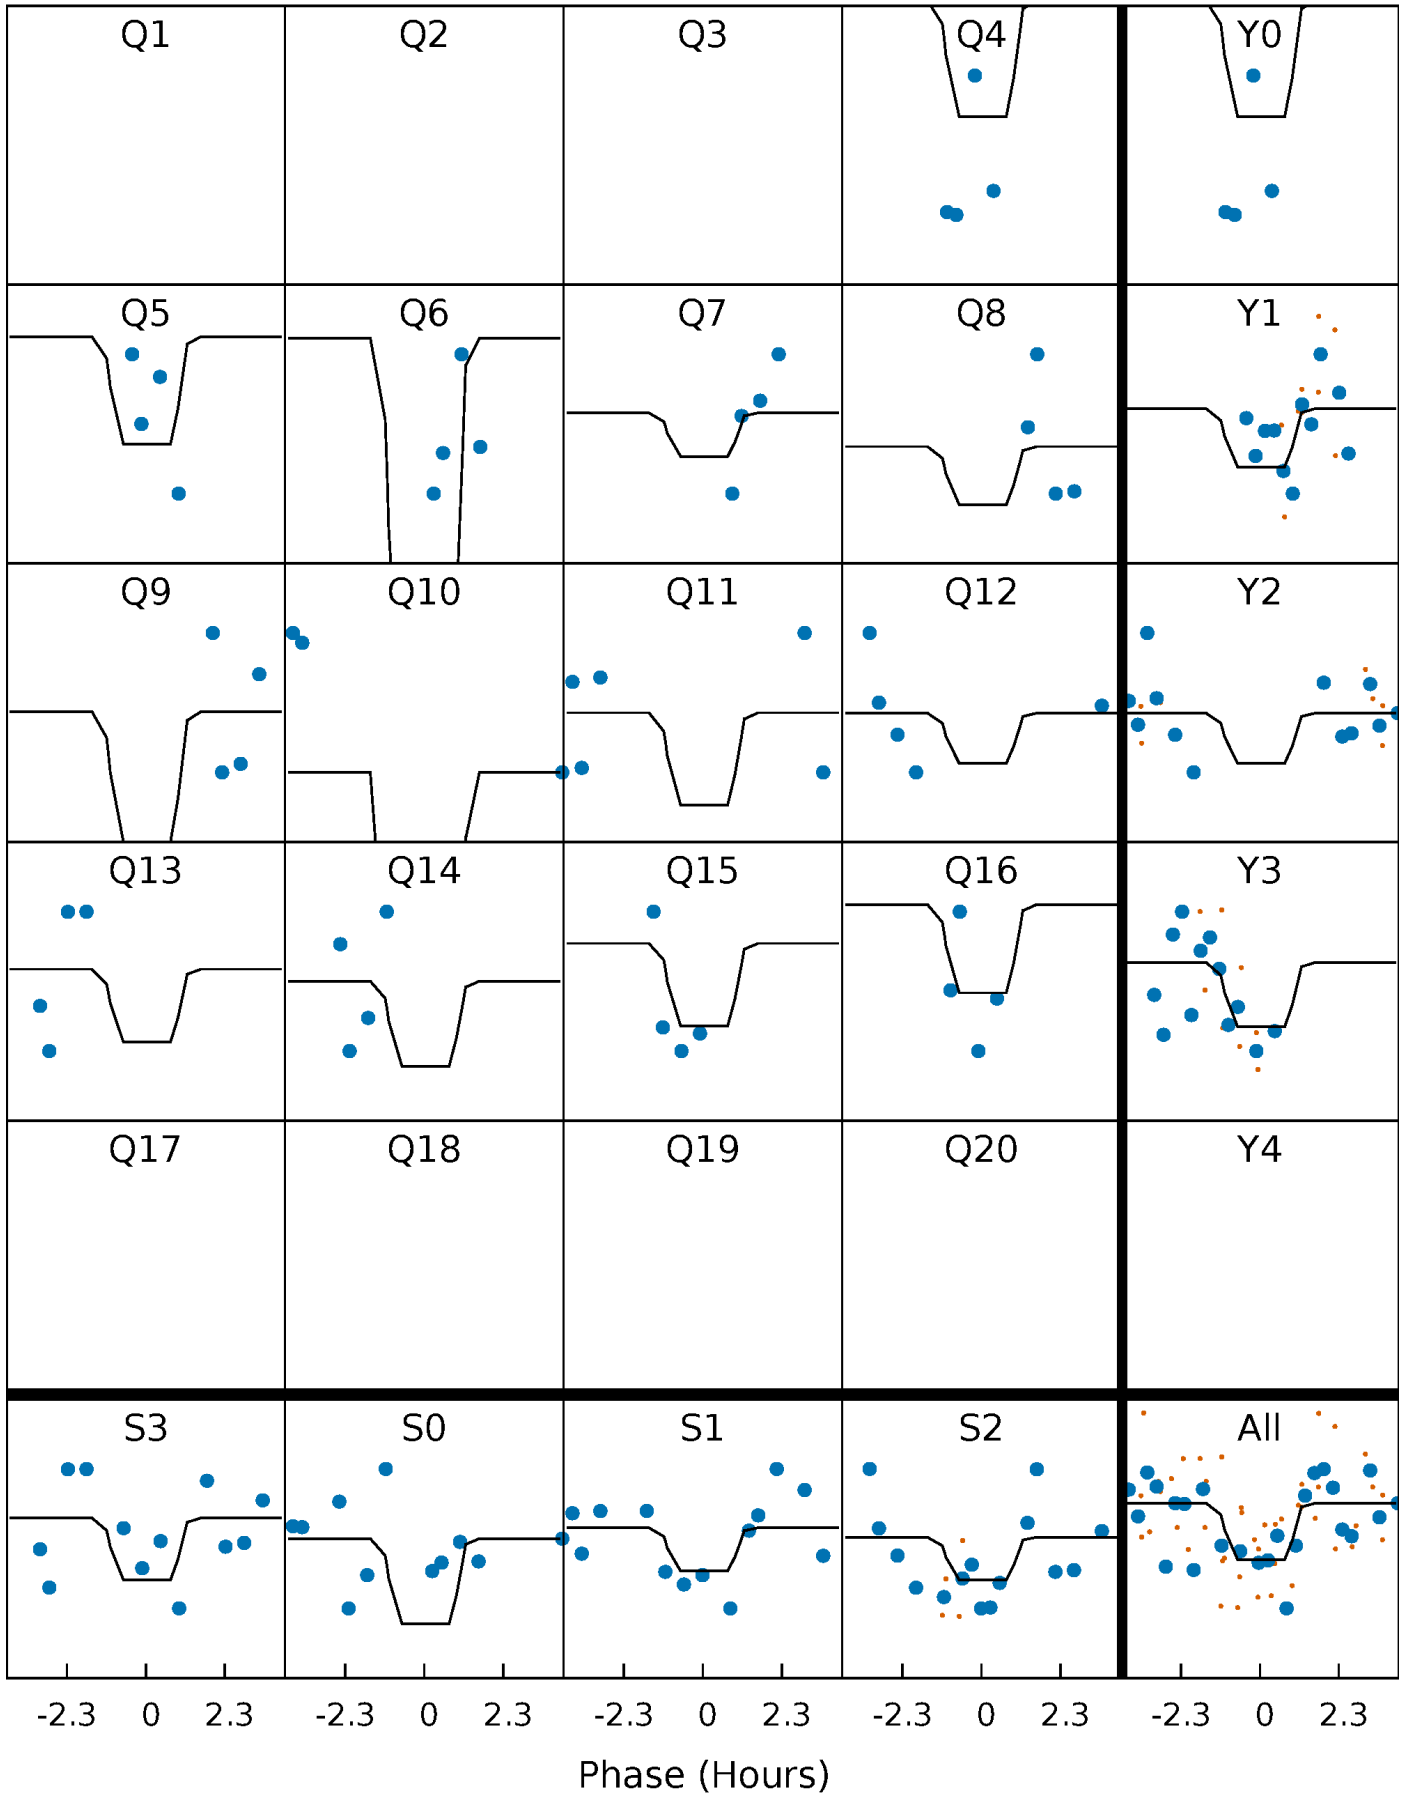 Q1 Q2 Q3 Q4 Y0
Q5 Q6 Q7 Q8 Y1
Q9 Q10 Q11 Q12 Y2
Q13 Q14 Q15 Q16 Y3
Q17 Q18 Q19 Q20 Y4
S3 S0 S1 S2 All
-2.3 0 2.3 -2.3 0 2.3 -2.3 0 2.3 -2.3 0 2.3 -2.3 0 2.3
Phase (Hours)